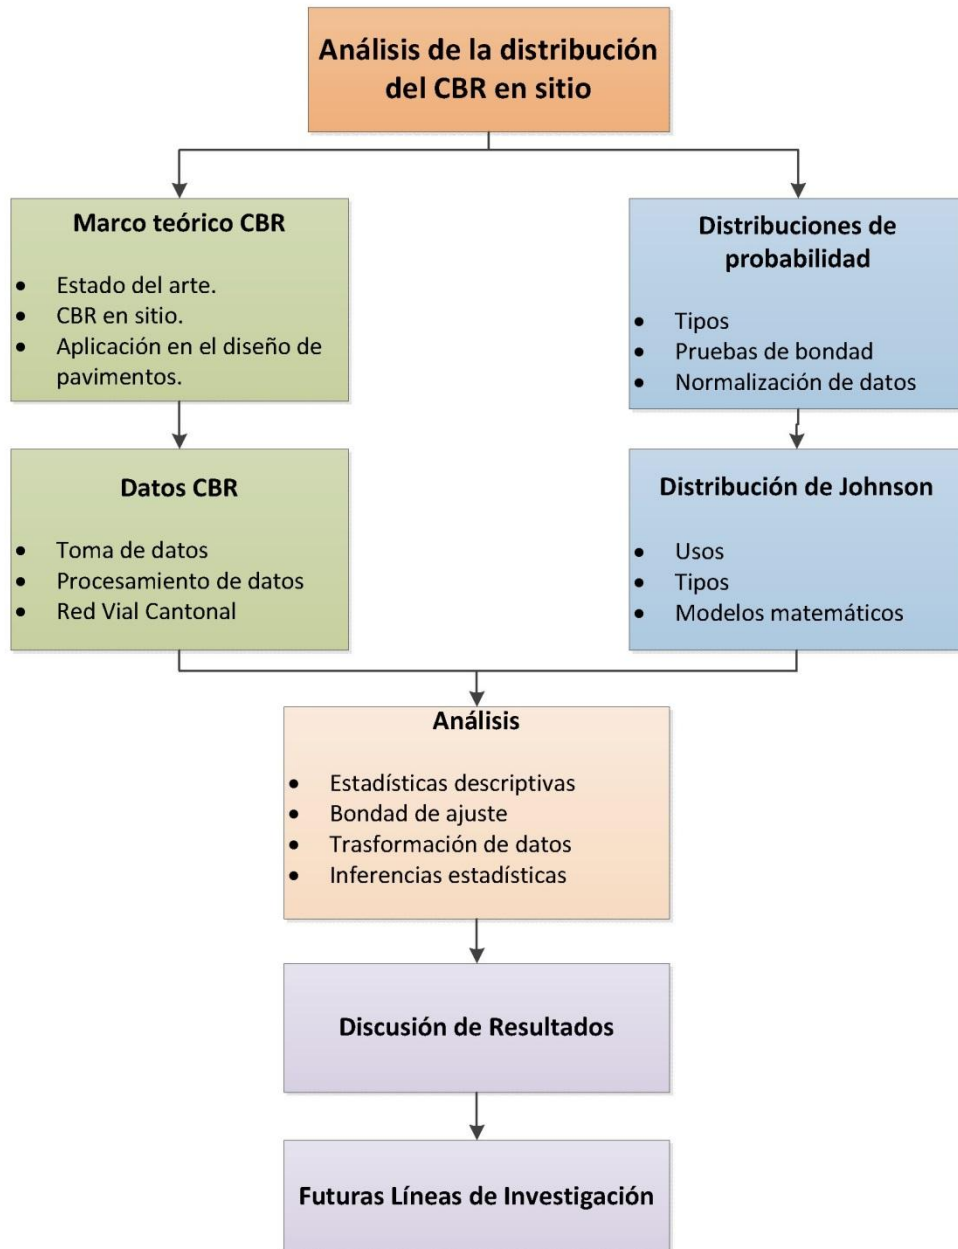 Análisis de la distribución
del CBR en sitio
Marco teórico CBR
• Estado del arte.
• CBR en sitio.
• Aplicación en el diseño de
pavimentos.
Distribuciones de
probabilidad
• Tipos
• Pruebas de bondad
• Normalización de datos
Datos CBR
• Toma de datos
• Procesamiento de datos
• Red Vial Cantonal
Distribución de Johnson
• Usos
• Tipos
• Modelos matemáticos
Análisis
• Estadísticas descriptivas
• Bondad de ajuste
• Trasformación de datos
• Inferencias estadísticas
Discusión de Resultados
Futuras Líneas de Investigación